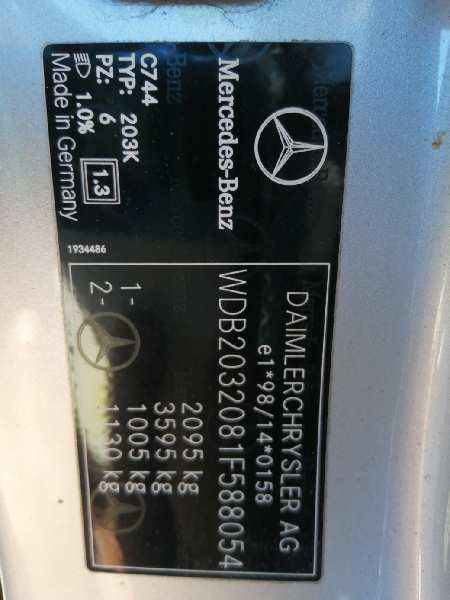 Mercedes-Benz
C744
TYP: 203K
PZ: 6
1.0%
1.3
Made in Germany
1934486
DAIMLERCHRYSLER AG
e1*98/14*0158
WDB2032081F588054
2095 kg
3595 kg
1- 1005 kg
2- 1130 kg